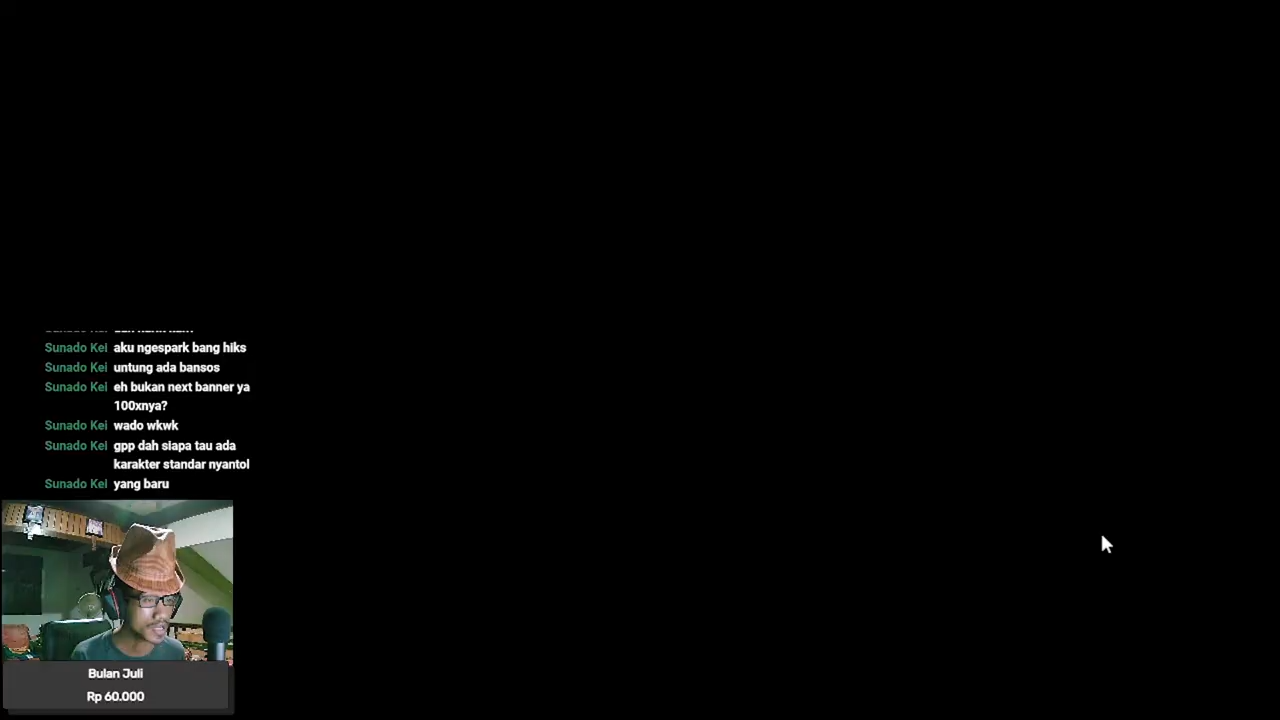 Sunado Kei aku ngespark bang hiks
Sunado Kei untung ada bansos
Sunado Kei eh bukan next banner ya
100xnya?
Sunado Kei wado wkwk
Sunado Kei gpp dah siapa tau ada
karakter standar nyantol
Sunado Kei yang baru
Bulan Juli
Rp 60.000